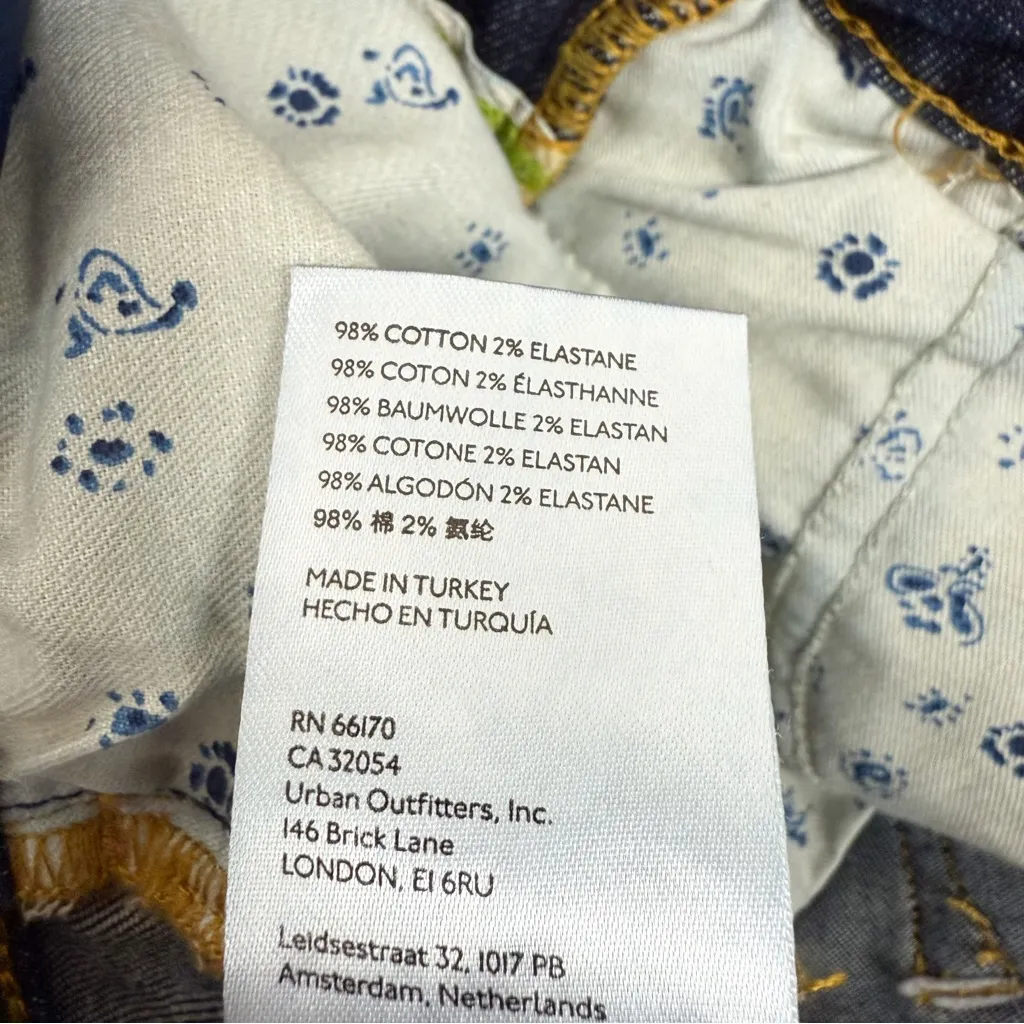 98% COTTON 2% ELASTANE
98% COTON 2% ÉLASTHANNE
98% BAUMWOLLE 2% ELASTAN
98% COTONE 2% ELASTAN
98% ALGODÓN 2% ELASTANE
98% 棉 2% 氨纶
MADE IN TURKEY
HECHO EN TURQUÍA
RN 66170
CA 32054
Urban Outfitters, Inc.
146 Brick Lane
LONDON, E1 6RU
Leidsestraat 32, 1017 PB
Amsterdam, Netherlands